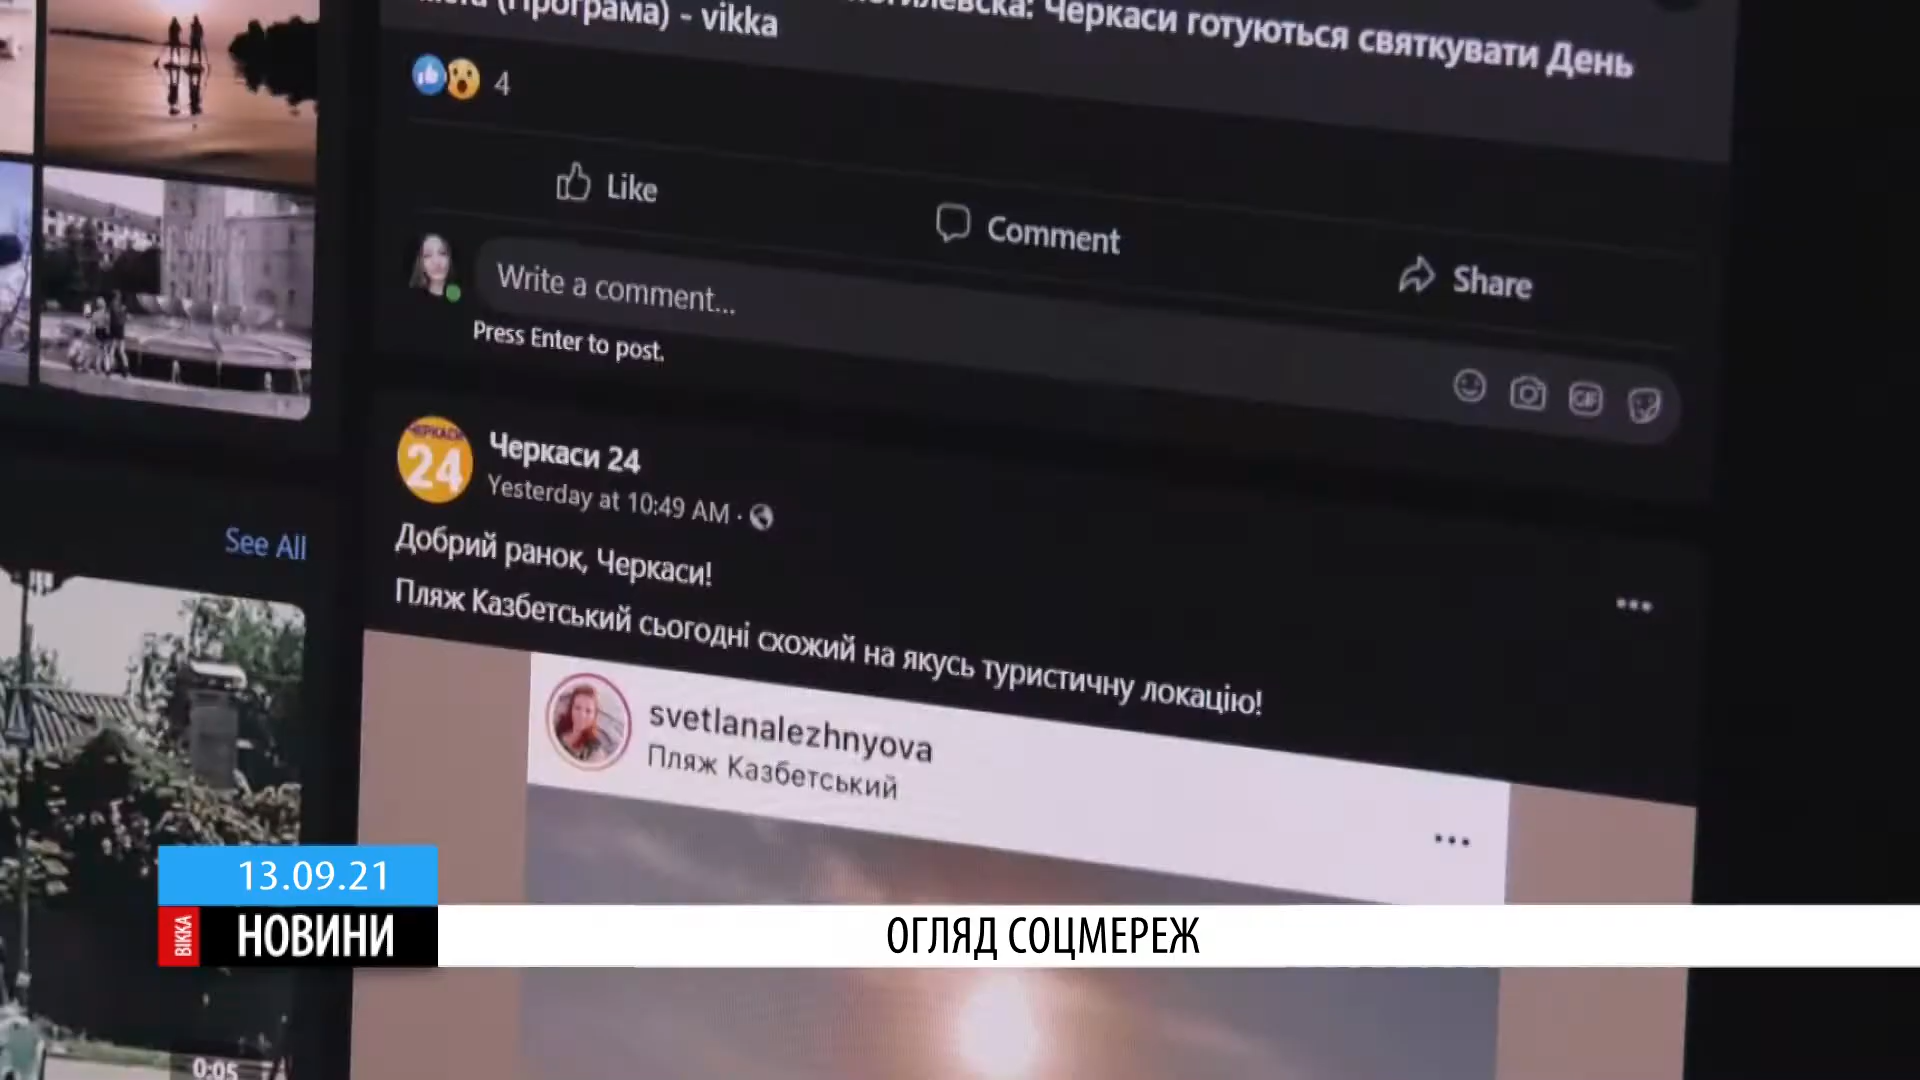 Черкаси готуються святкувати День
(Програма) - vikka
4
Like
Comment
Share
Write a comment...
Press Enter to post.
GIF
ЧЕРКАСИ
24
Черкаси 24
Yesterday at 10:49 AM ·
See All
Добрий ранок, Черкаси!
Пляж Казбетський сьогодні схожий на якусь туристичну локацію!
svetlanalezhnyova
Пляж Казбетський
13.09.21
ВІККА
НОВИНИ
ОГЛЯД СОЦМЕРЕЖ
0:05